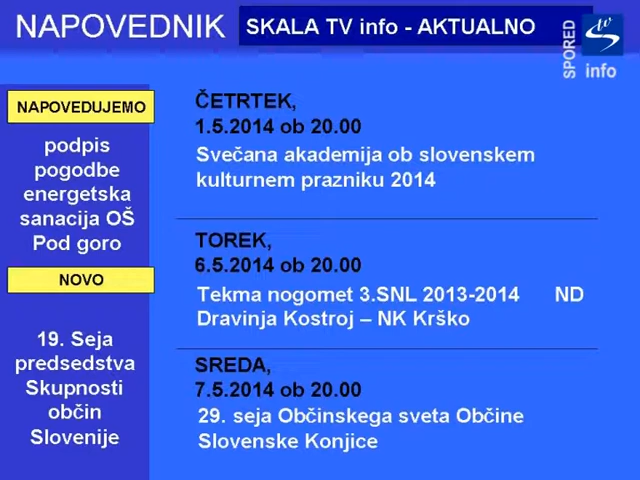 NAPOVEDNIK
SKALA TV info - AKTUALNO
SPORED
tv
S
info
NAPOVEDUJEMO
podpis
pogodbe
energetska
sanacija OŠ
Pod goro
NOVO
19. Seja
predsedstva
Skupnosti
občin
Slovenije
ČETRTEK,
1.5.2014 ob 20.00
Svečana akademija ob slovenskem
kulturnem prazniku 2014
TOREK,
6.5.2014 ob 20.00
Tekma nogomet 3.SNL 2013-2014 ND
Dravinja Kostroj – NK Krško
SREDA,
7.5.2014 ob 20.00
29. seja Občinskega sveta Občine
Slovenske Konjice